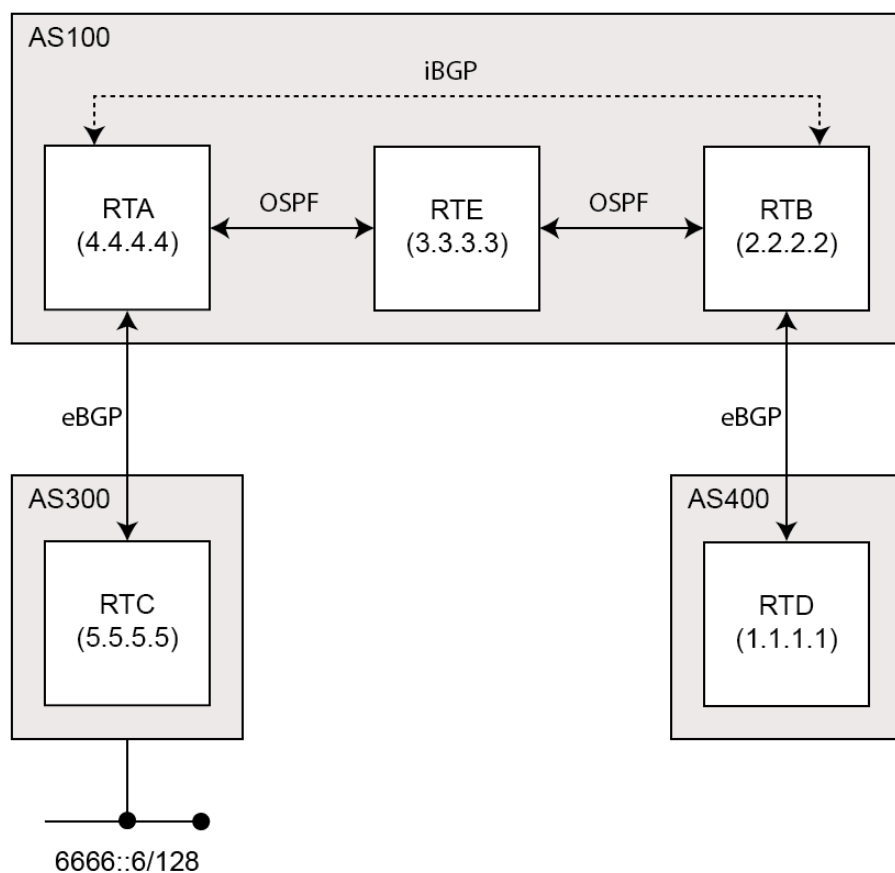 AS100
iBGP
RTA
(4.4.4.4)
OSPF
RTE
(3.3.3.3)
OSPF
RTB
(2.2.2.2)
eBGP
eBGP
AS300
RTC
(5.5.5.5)
AS400
RTD
(1.1.1.1)
6666::6/128